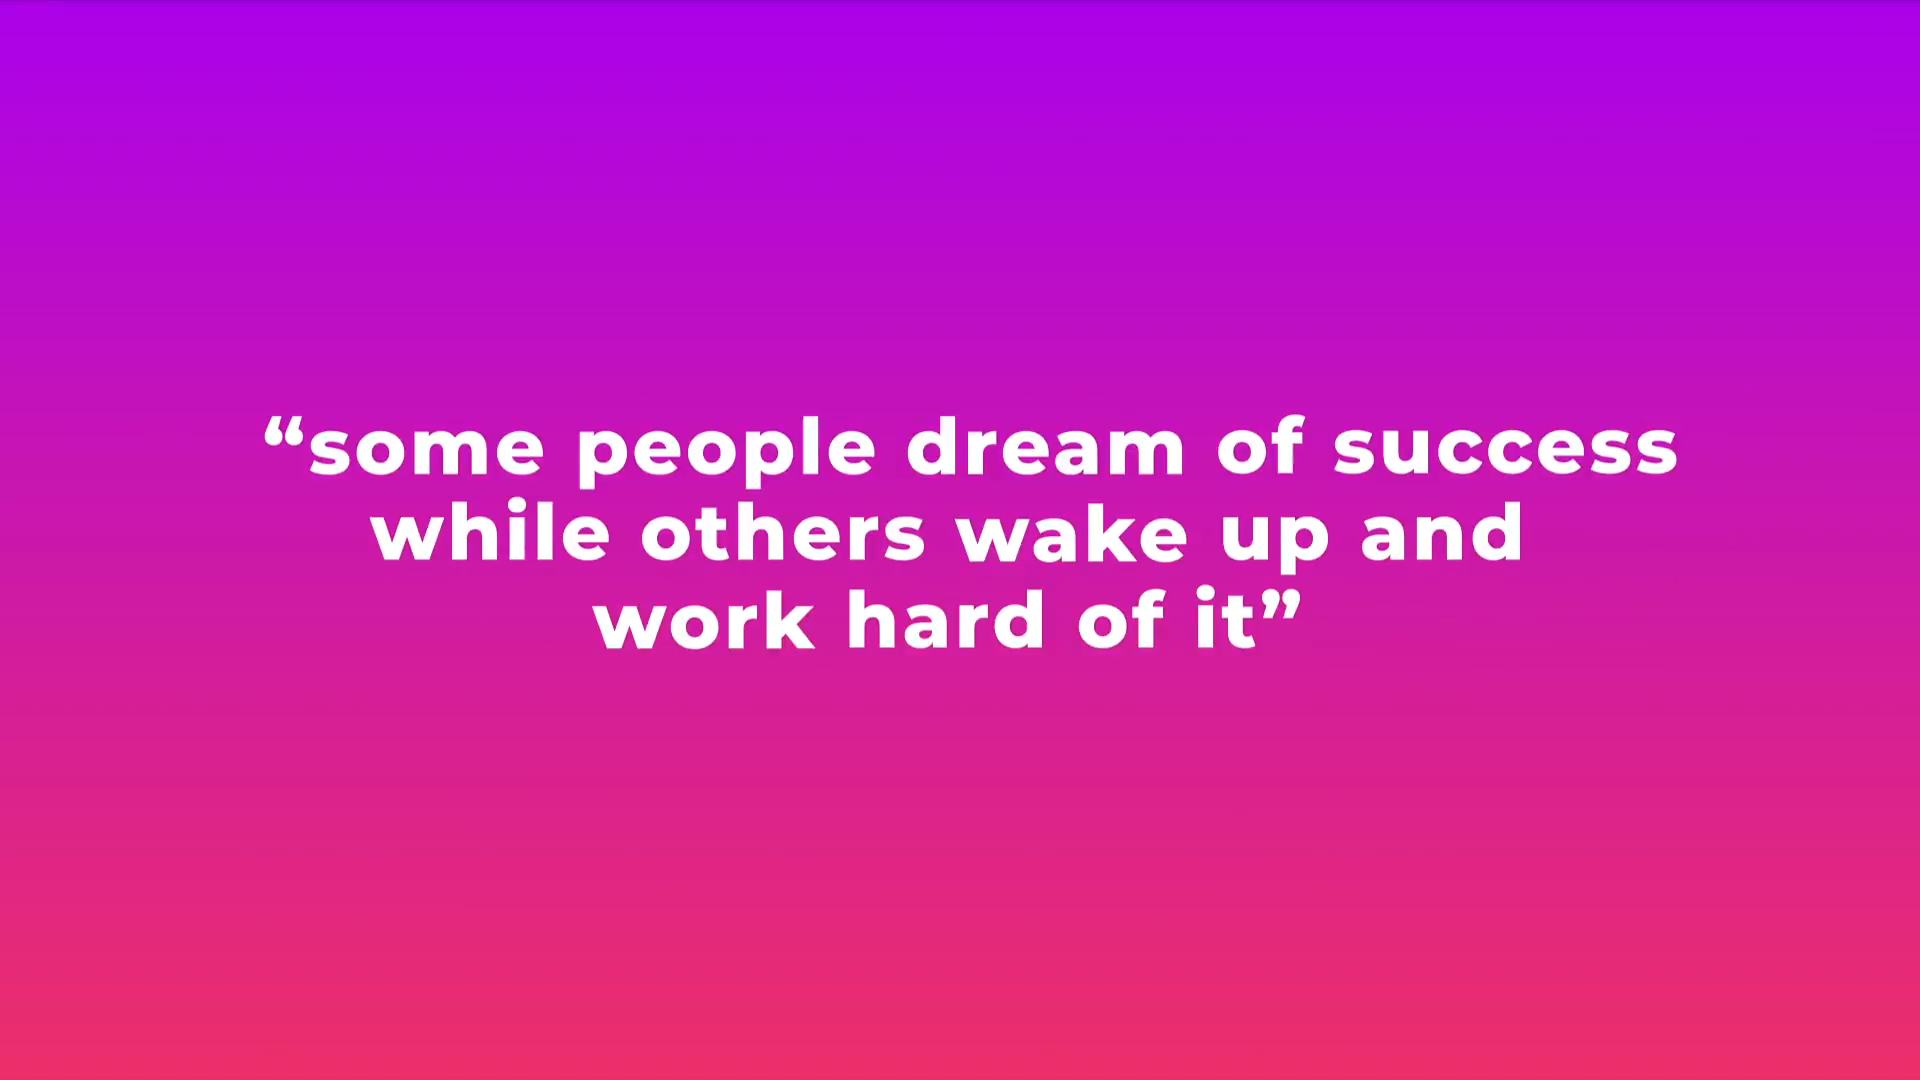 “some people dream of success
while others wake up and
work hard of it”